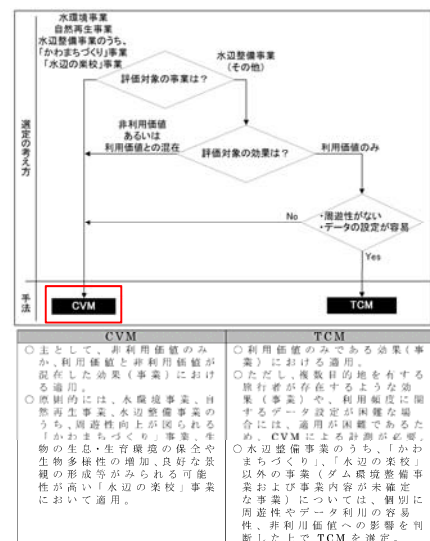 水環境事業
自然再生事業
水辺整備事業のうち、
「かわまちづくり」事業
「水辺の楽校」事業
水辺整備事業
(その他)
評価対象の事業は?
非利用価値
あるいは
利用価値との混在
評価対象の効果は?
利用価値のみ
選定の考え方
No
・周遊性がない
・データの設定が容易
Yes
手法
CVM
TCM
CVM
○主として、非利用価値のみ
か、利用価値と非利用価値が
混在した効果(事業)におけ
る適用。
○原則的には、水環境事業、自
然再生事業、水辺整備事業の
うち、周遊性向上が図られる
「かわまちづくり」事業、生
物の生息・生育環境の保全や
生物多様性の増加、良好な景
観の形成等がみられる可能
性が高い「水辺の楽校」事業
において適用。
TCM
○利用価値のみである効果(事
業)における適用。
○ただし、複数目的地を有する
旅行者が存在するような効
果(事業)や、利用頻度に関
するデータ設定が困難な場
合には、適用が困難であるた
め、CVMによる計測が必要。
○水辺整備事業のうち、「かわ
まちづくり」、「水辺の楽校」
以外の事業(ダム環境整備事
業および事業内容が未確定
な事業)については、個別に
周遊性やデータ利用の容易
性、非利用価値への影響を判
断した上でTCMを選定。